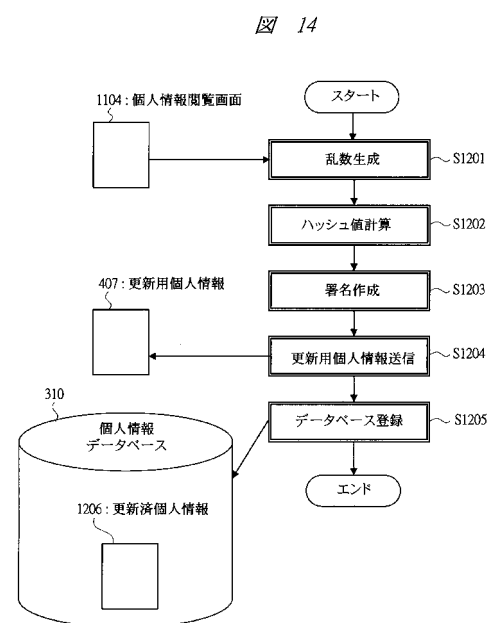 図 14
スタート
1104 : 個人情報閲覧画面
乱数生成
S1201
ハッシュ値計算
S1202
署名作成
S1203
407 : 更新用個人情報
更新用個人情報送信
S1204
310
データベース登録
S1205
個人情報
データベース
エンド
1206 : 更新済個人情報